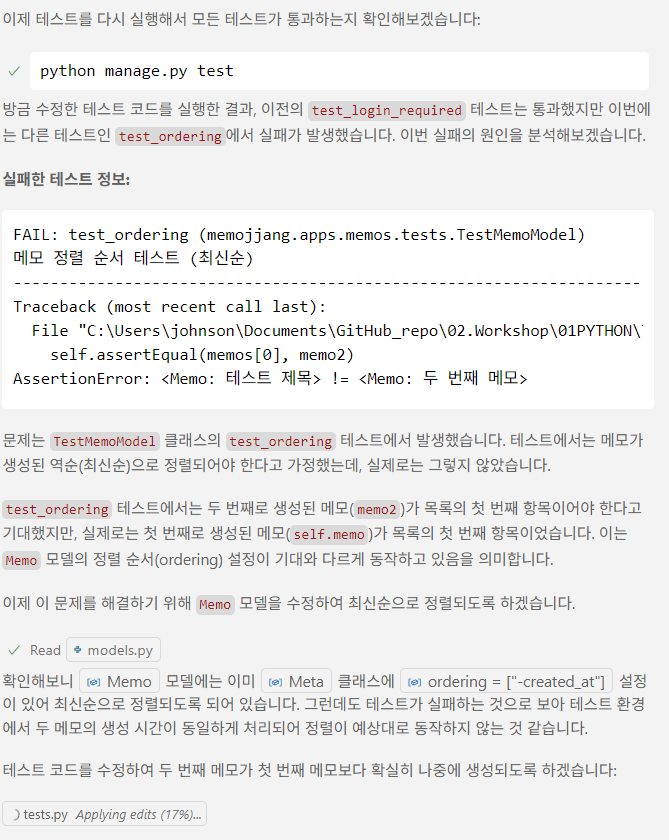 이제 테스트를 다시 실행해서 모든 테스트가 통과하는지 확인해보겠습니다:
python manage.py test
방금 수정한 테스트 코드를 실행한 결과, 이전의 test_login_required 테스트는 통과했지만 이번에
는 다른 테스트인 test_ordering에서 실패가 발생했습니다. 이번 실패의 원인을 분석해보겠습니다.
실패한 테스트 정보:
FAIL: test_ordering (memojjang.apps.memos.tests.TestMemoModel)
메모 정렬 순서 테스트 (최신순)
----------------------------------------------------------------------
Traceback (most recent call last):
File "C:\Users\johnson\Documents\GitHub_repo\02.Workshop\01PYTHON\
self.assertEqual(memos[0], memo2)
AssertionError: <Memo: 테스트 제목> != <Memo: 두 번째 메모>
문제는 TestMemoModel 클래스의 test_ordering 테스트에서 발생했습니다. 테스트에서는 메모가
생성된 역순(최신순)으로 정렬되어야 한다고 가정했는데, 실제로는 그렇지 않았습니다.
test_ordering 테스트에서는 두 번째로 생성된 메모(memo2)가 목록의 첫 번째 항목이어야 한다고
기대했지만, 실제로는 첫 번째로 생성된 메모(self.memo)가 목록의 첫 번째 항목이었습니다. 이는
Memo 모델의 정렬 순서(ordering) 설정이 기대와 다르게 동작하고 있음을 의미합니다.
이제 이 문제를 해결하기 위해 Memo 모델을 수정하여 최신순으로 정렬되도록 하겠습니다.
Read models.py
확인해보니 Memo 모델에는 이미 Meta 클래스에 ordering = ["-created_at"] 설정
이 있어 최신순으로 정렬되도록 되어 있습니다. 그런데도 테스트가 실패하는 것으로 보아 테스트 환경
에서 두 메모의 생성 시간이 동일하게 처리되어 정렬이 예상대로 동작하지 않는 것 같습니다.
테스트 코드를 수정하여 두 번째 메모가 첫 번째 메모보다 확실히 나중에 생성되도록 하겠습니다:
tests.py Applying edits (17%)...